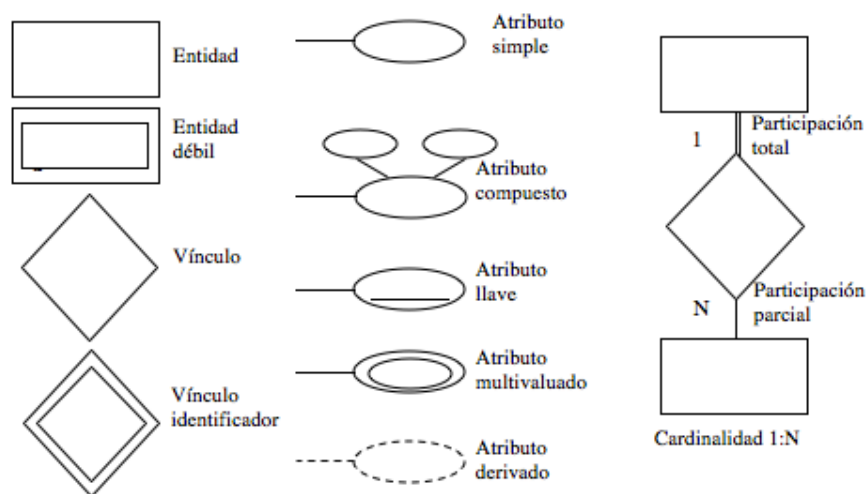 Entidad
Entidad
débil
Vínculo
Vínculo
identificador
Atributo
simple
Atributo
compuesto
Atributo
llave
Atributo
multivaluado
Atributo
derivado
1
Participación
total
N
Participación
parcial
Cardinalidad 1:N